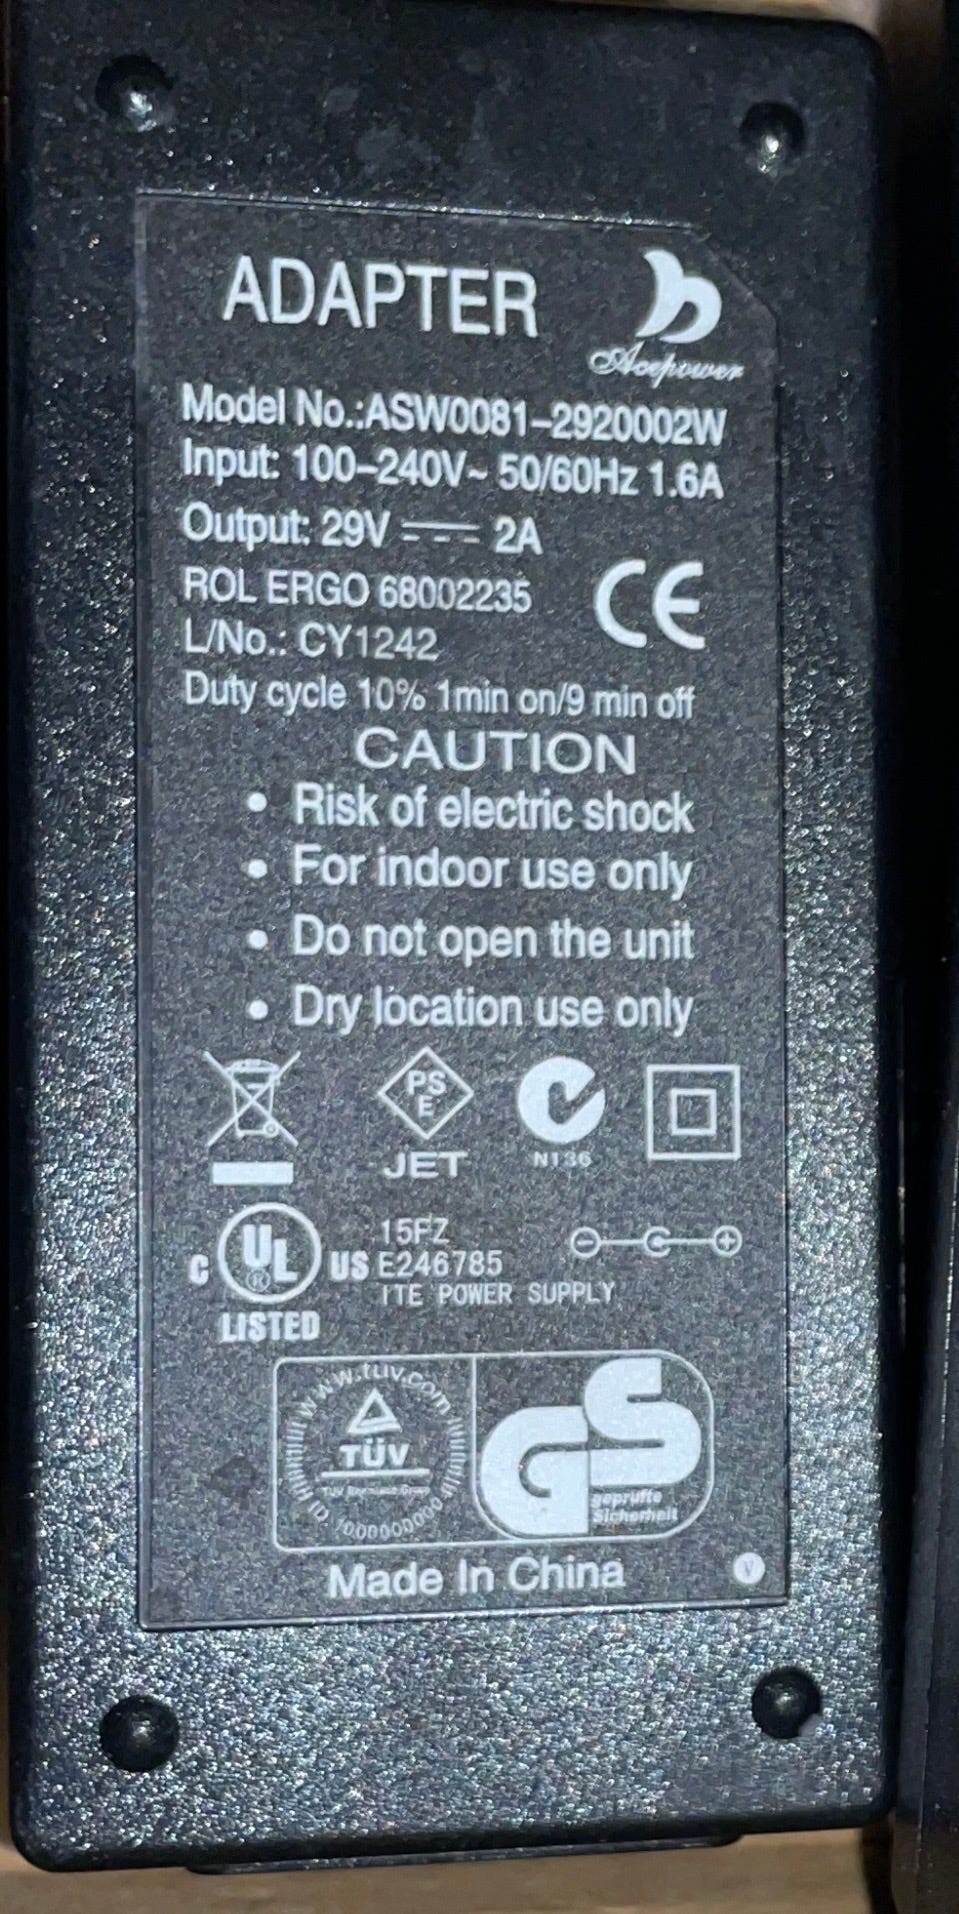 ADAPTER
Acepower
Model No.:ASW0081-2920002W
Input: 100-240V~ 50/60Hz 1.6A
Output: 29V ⎓ 2A
ROL ERGO 68002235
L/No.: CY1242
Duty cycle 10% 1min on/9 min off
CAUTION
• Risk of electric shock
• For indoor use only
• Do not open the unit
• Dry location use only
PS
E
JET
N136
C UL ® US
LISTED
15FZ
E246785
ITE POWER SUPPLY
www.tuv.com
TÜV
ID
GS
geprüfte
Sicherheit
Made In China
V